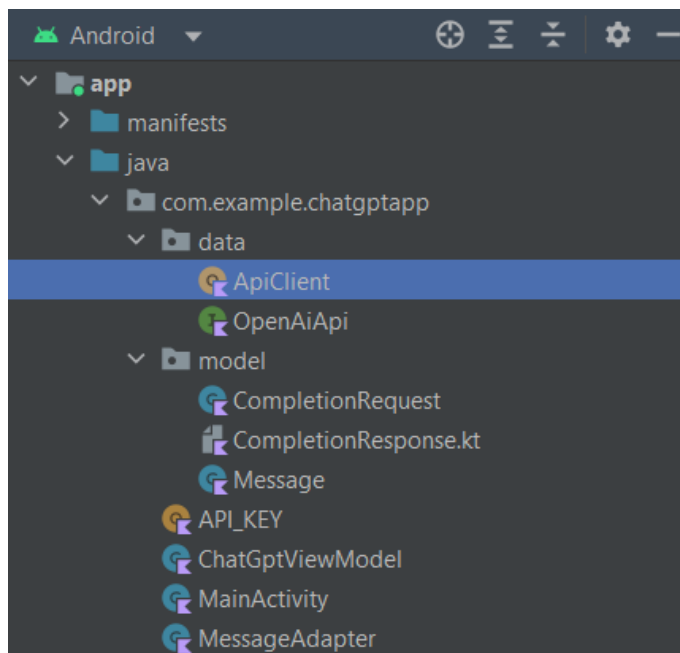 Android
app
manifests
java
com.example.chatgptapp
data
ApiClient
OpenAiApi
model
CompletionRequest
CompletionResponse.kt
Message
API_KEY
ChatGptViewModel
MainActivity
MessageAdapter